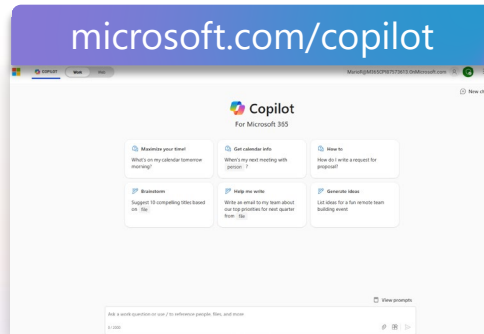 microsoft.com/copilot
COPILOT Work Web
New ch
Copilot
For Microsoft 365
Maximize your time!
What's on my calendar tomorrow
morning?
Get calendar info
When's my next meeting with
person ?
How to
How do I write a request for
proposal?
Brainstorm
Suggest 10 compelling titles based
on file
Help me write
Write an email to my team about
our top priorities for next quarter
from file
Generate ideas
List ideas for a fun remote team
building event
View prompts
Ask a work question or use / to reference people, files, and more